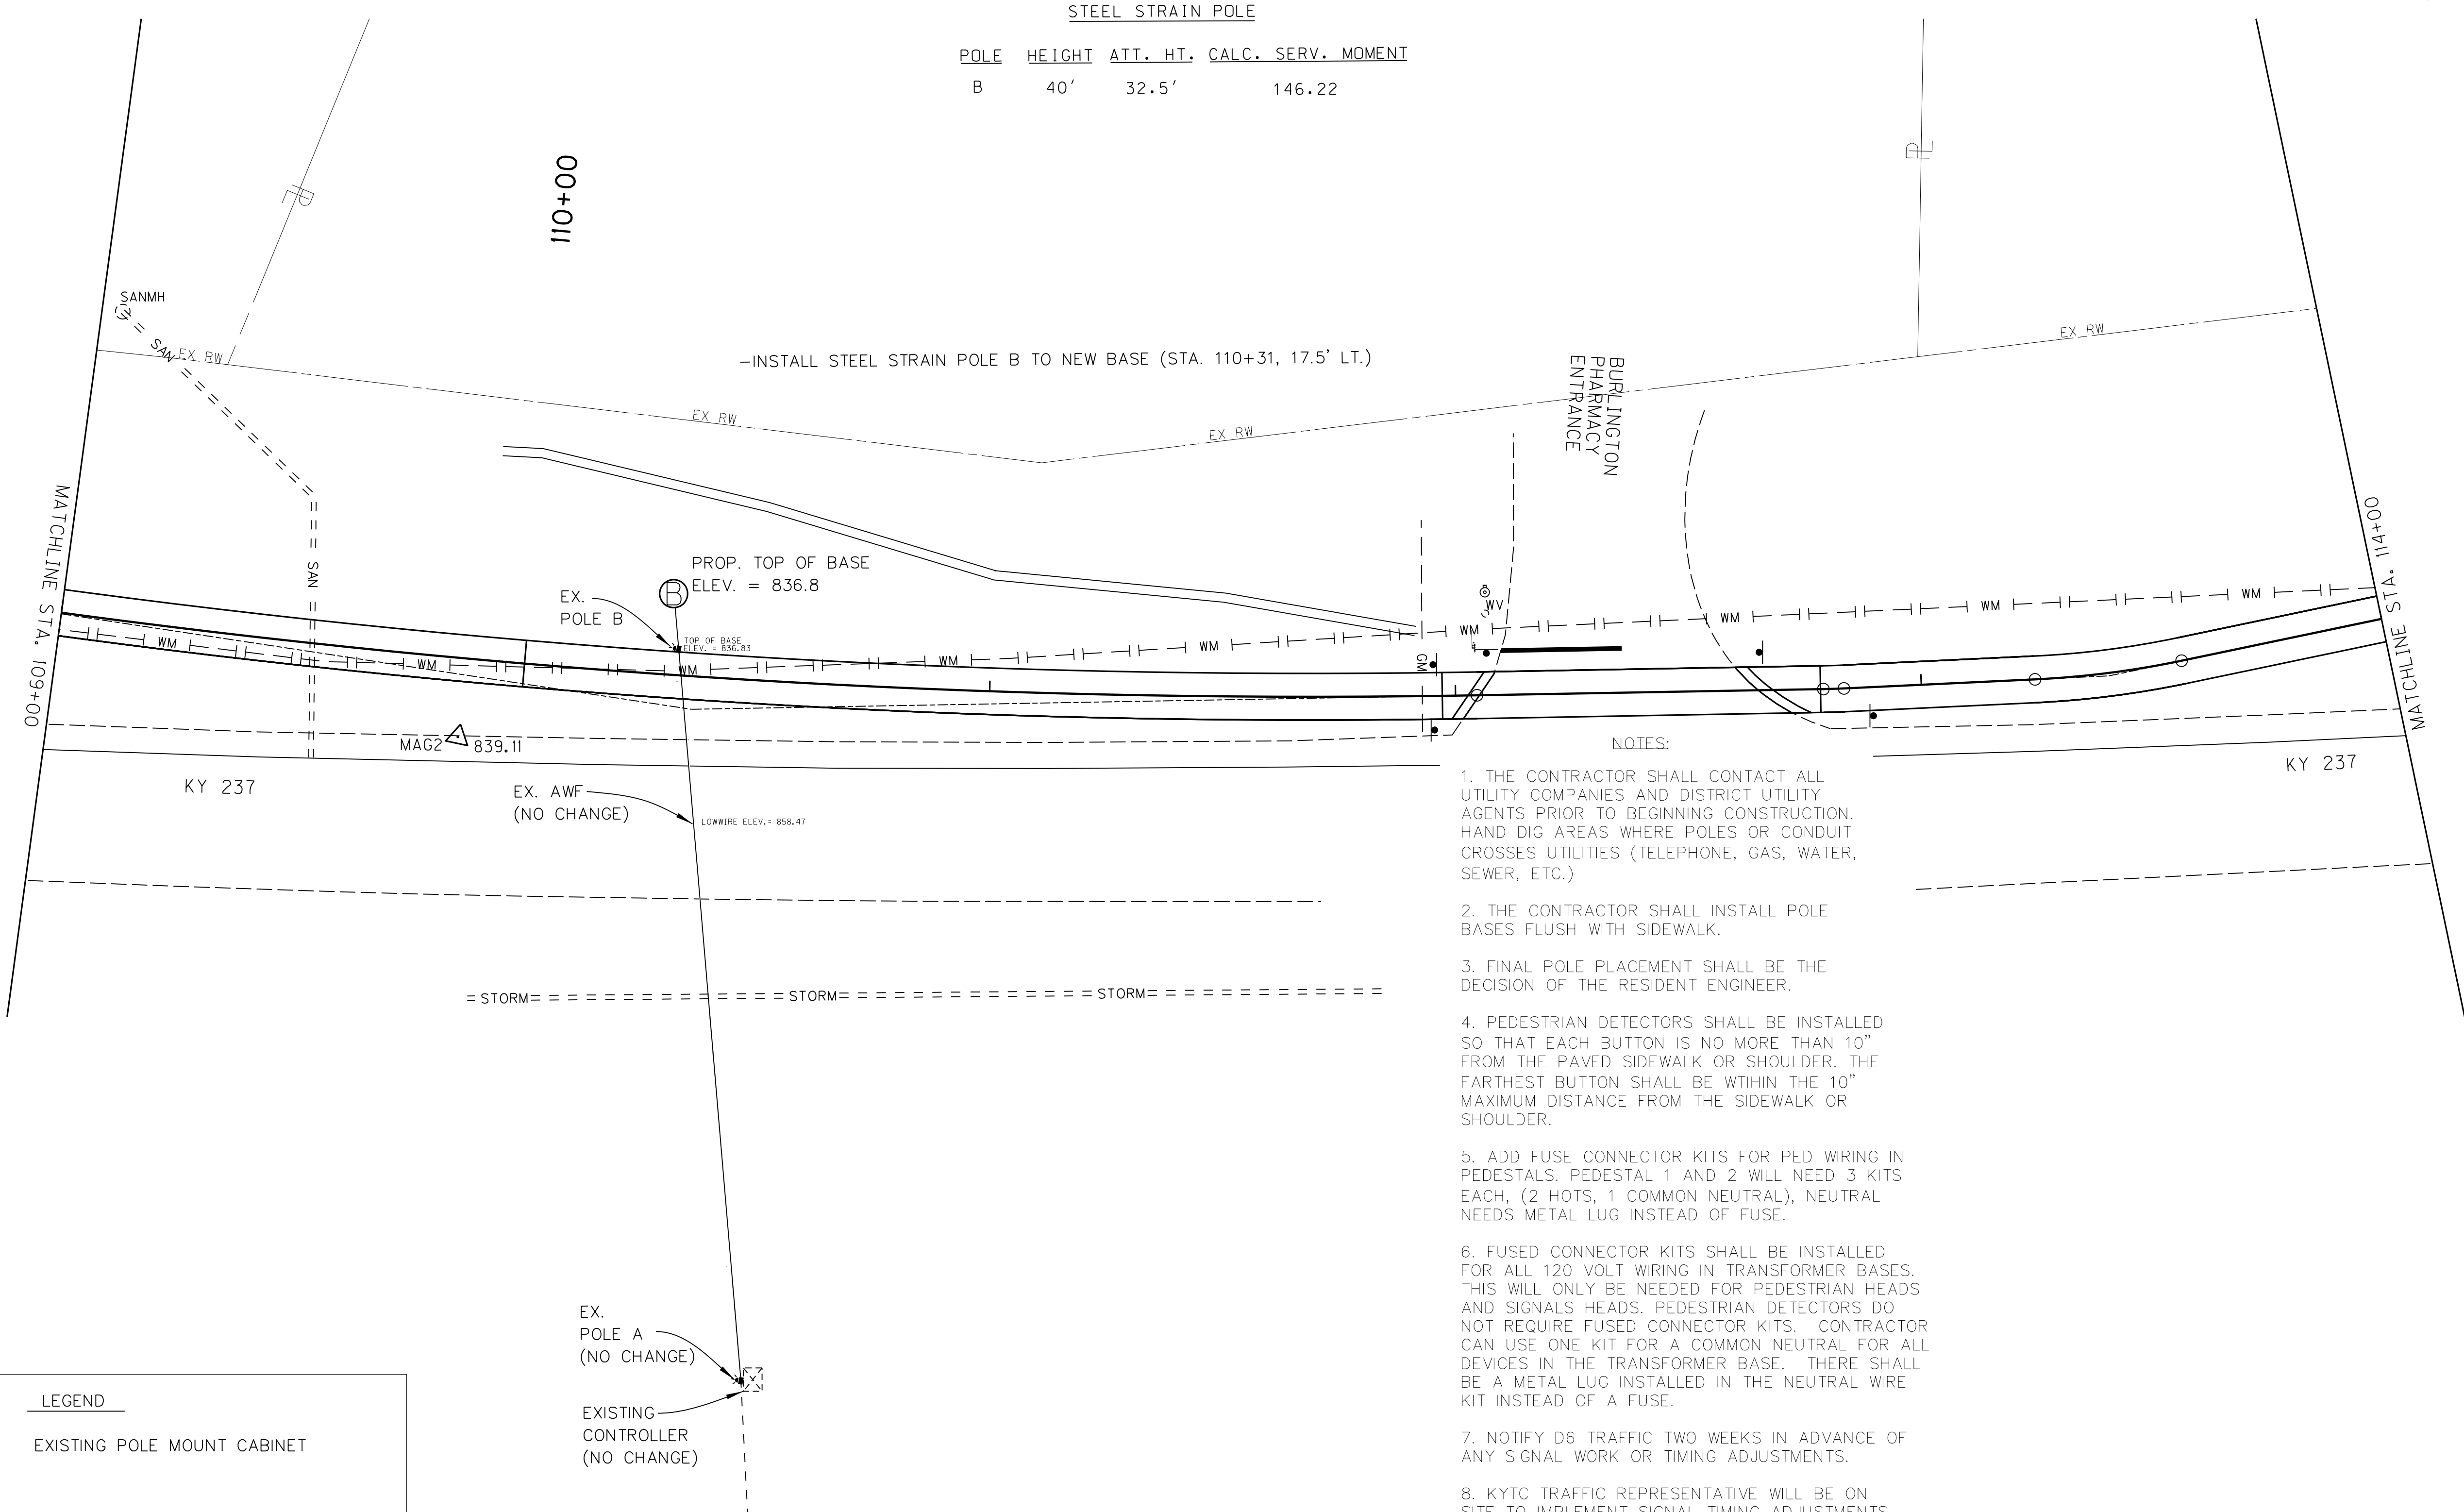 STEEL STRAIN POLE
POLE HEIGHT ATT. HT. CALC. SERV. MOMENT
B 40' 32.5' 146.22
110+00
PL
PL
SANMH
SAN
EX RW
EX RW
EX RW
EX RW
-INSTALL STEEL STRAIN POLE B TO NEW BASE (STA. 110+31, 17.5' LT.)
BURLINGTON
PHARMACY
ENTRANCE
MATCHLINE STA. 109+00
MATCHLINE STA. 114+00
SAN
B
PROP. TOP OF BASE
ELEV. = 836.8
EX.
POLE B
TOP OF BASE
ELEV. = 836.83
WV
WM
WM
WM
WM
WM
WM
WM
WM
WM
GM
MAG2
839.11
KY 237
KY 237
EX. AWF
(NO CHANGE)
LOWWIRE ELEV.= 858.47
STORM
STORM
STORM
EX.
POLE A
(NO CHANGE)
EXISTING
CONTROLLER
(NO CHANGE)
LEGEND
EXISTING POLE MOUNT CABINET
NOTES:
1. THE CONTRACTOR SHALL CONTACT ALL
UTILITY COMPANIES AND DISTRICT UTILITY
AGENTS PRIOR TO BEGINNING CONSTRUCTION.
HAND DIG AREAS WHERE POLES OR CONDUIT
CROSSES UTILITIES (TELEPHONE, GAS, WATER,
SEWER, ETC.)
2. THE CONTRACTOR SHALL INSTALL POLE
BASES FLUSH WITH SIDEWALK.
3. FINAL POLE PLACEMENT SHALL BE THE
DECISION OF THE RESIDENT ENGINEER.
4. PEDESTRIAN DETECTORS SHALL BE INSTALLED
SO THAT EACH BUTTON IS NO MORE THAN 10"
FROM THE PAVED SIDEWALK OR SHOULDER. THE
FARTHEST BUTTON SHALL BE WTIHIN THE 10"
MAXIMUM DISTANCE FROM THE SIDEWALK OR
SHOULDER.
5. ADD FUSE CONNECTOR KITS FOR PED WIRING IN
PEDESTALS. PEDESTAL 1 AND 2 WILL NEED 3 KITS
EACH, (2 HOTS, 1 COMMON NEUTRAL), NEUTRAL
NEEDS METAL LUG INSTEAD OF FUSE.
6. FUSED CONNECTOR KITS SHALL BE INSTALLED
FOR ALL 120 VOLT WIRING IN TRANSFORMER BASES.
THIS WILL ONLY BE NEEDED FOR PEDESTRIAN HEADS
AND SIGNALS HEADS. PEDESTRIAN DETECTORS DO
NOT REQUIRE FUSED CONNECTOR KITS. CONTRACTOR
CAN USE ONE KIT FOR A COMMON NEUTRAL FOR ALL
DEVICES IN THE TRANSFORMER BASE. THERE SHALL
BE A METAL LUG INSTALLED IN THE NEUTRAL WIRE
KIT INSTEAD OF A FUSE.
7. NOTIFY D6 TRAFFIC TWO WEEKS IN ADVANCE OF
ANY SIGNAL WORK OR TIMING ADJUSTMENTS.
8. KYTC TRAFFIC REPRESENTATIVE WILL BE ON
SITE TO IMPLEMENT SIGNAL TIMING ADJUSTMENTS